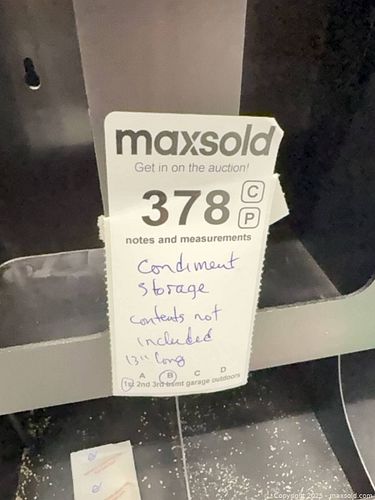 maxsold
Get in on the auction!
378 C
P
notes and measurements
Condiment
Storage
contents not
included
13" long
A B C D
1st 2nd 3rd bsmt garage outdoors
© Copyright 2025 - maxsold.com